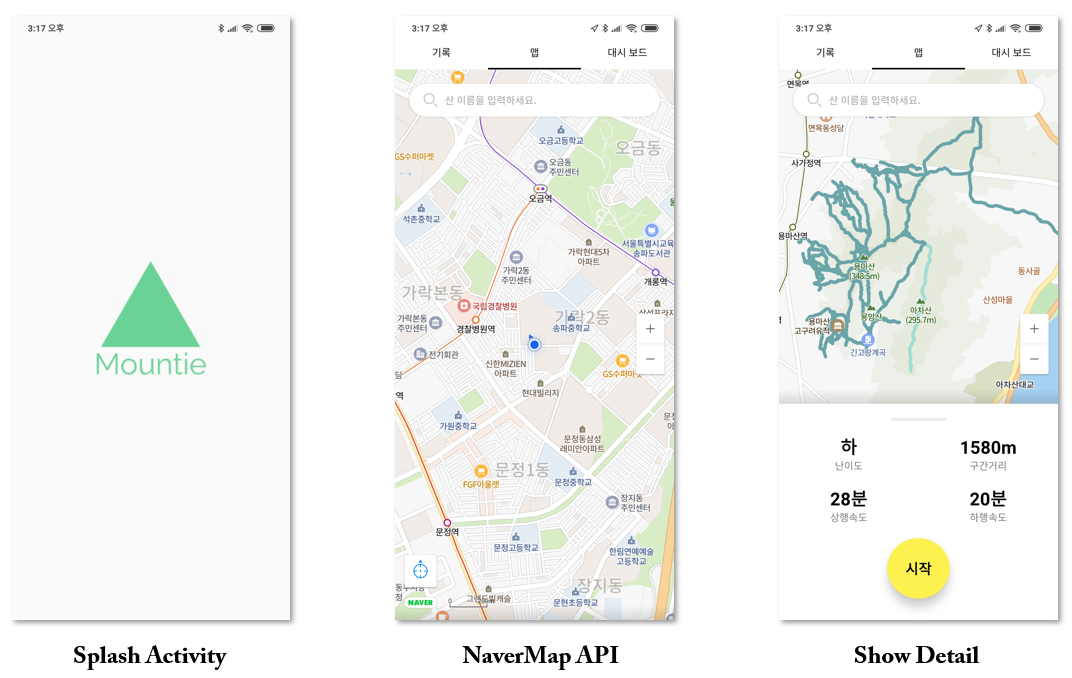 3:17 오후
Mountie
Splash Activity
3:17 오후
기록
맵
대시 보드
산 이름을 입력하세요.
오금고등학교
오금동
GS수퍼마켓
오금동
주민센터
오금역
석촌중학교
서울특별시교육
송파도서관
가락현대5차
아파트
가락2동
주민센터
개롱역
가락본동
국립경찰병원
가락본동
주민센터
경찰병원역
가락2동
송파중학교
+
−
전기회관
신한MIZIEN
아파트
GS수퍼마켓
현대빌리지
역
가원중학교
문정동삼성
래미안아파트
문정1동
FGF아울렛
문정중학교
장지동
주민센터
문정역
문정고등학교
한림연예예술
고등학교
장지동
NAVER
문현초등학교
NaverMap API
3:17 오후
기록
맵
대시 보드
산 이름을 입력하세요.
면목역
면목동성당
사가정역
용마산역
용마산
(348.5m)
동사골
아차산
(295.7m)
산성마을
용암산
용마산
고구려유적
긴고랑계곡
+
−
아차산대교
하
난이도
1580m
구간거리
28분
상행속도
20분
하행속도
시작
Show Detail